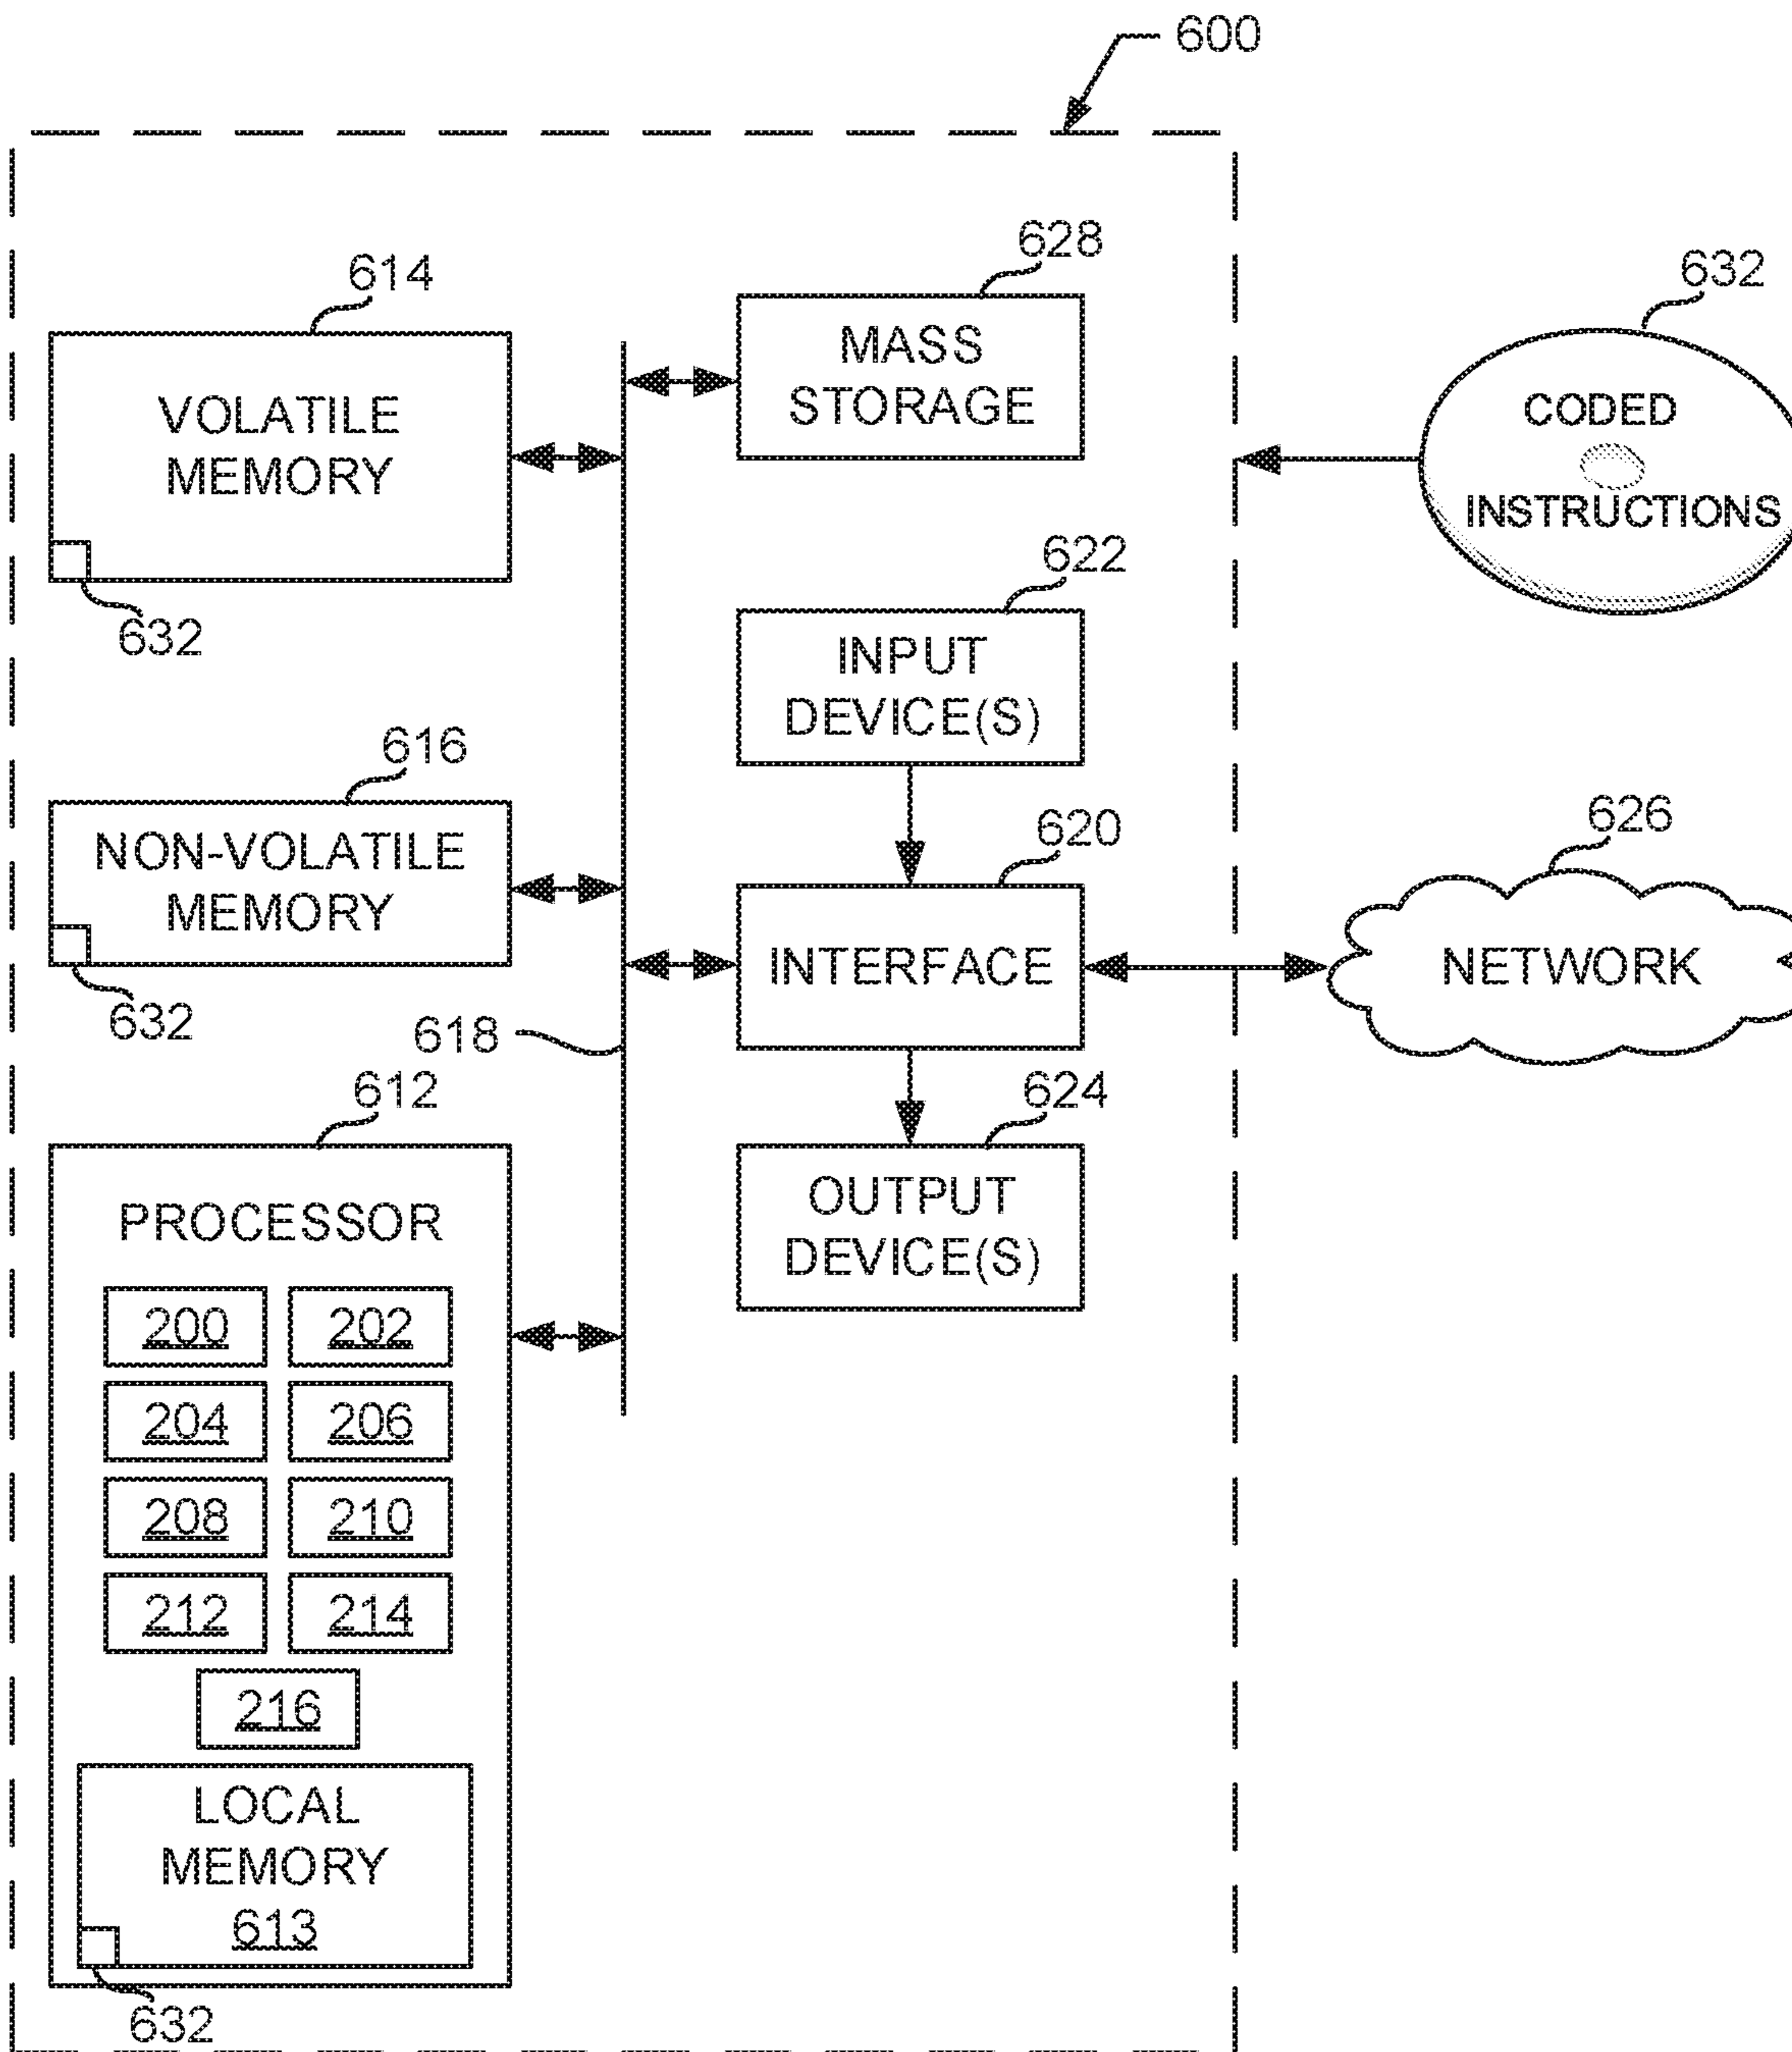 600
628
632
614
MASS
STORAGE
VOLATILE
MEMORY
CODED
INSTRUCTIONS
622
632
INPUT
DEVICE(S)
616
620
626
NON-VOLATILE
MEMORY
INTERFACE
NETWORK
632
618
612
624
PROCESSOR
OUTPUT
DEVICE(S)
200 202
204 206
208 210
212 214
216
LOCAL
MEMORY
613
632